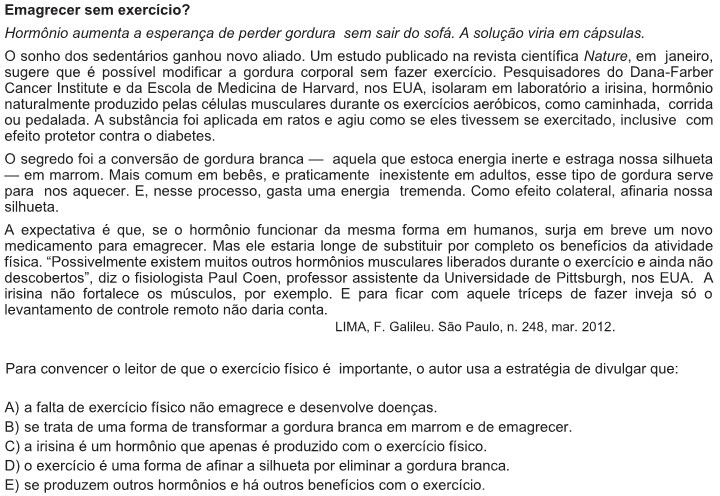 Emagrecer sem exercício?
Hormônio aumenta a esperança de perder gordura sem sair do sofá. A solução viria em cápsulas.
O sonho dos sedentários ganhou novo aliado. Um estudo publicado na revista científica Nature, em janeiro,
sugere que é possível modificar a gordura corporal sem fazer exercício. Pesquisadores do Dana-Farber
Cancer Institute e da Escola de Medicina de Harvard, nos EUA, isolaram em laboratório a irisina, hormônio
naturalmente produzido pelas células musculares durante os exercícios aeróbicos, como caminhada, corrida
ou pedalada. A substância foi aplicada em ratos e agiu como se eles tivessem se exercitado, inclusive com
efeito protetor contra o diabetes.
O segredo foi a conversão de gordura branca — aquela que estoca energia inerte e estraga nossa silhueta
— em marrom. Mais comum em bebês, e praticamente inexistente em adultos, esse tipo de gordura serve
para nos aquecer. E, nesse processo, gasta uma energia tremenda. Como efeito colateral, afinaria nossa
silhueta.
A expectativa é que, se o hormônio funcionar da mesma forma em humanos, surja em breve um novo
medicamento para emagrecer. Mas ele estaria longe de substituir por completo os benefícios da atividade
física. “Possivelmente existem muitos outros hormônios musculares liberados durante o exercício e ainda não
descobertos”, diz o fisiologista Paul Coen, professor assistente da Universidade de Pittsburgh, nos EUA. A
irisina não fortalece os músculos, por exemplo. E para ficar com aquele tríceps de fazer inveja só o
levantamento de controle remoto não daria conta.
LIMA, F. Galileu. São Paulo, n. 248, mar. 2012.
Para convencer o leitor de que o exercício físico é importante, o autor usa a estratégia de divulgar que:
A) a falta de exercício físico não emagrece e desenvolve doenças.
B) se trata de uma forma de transformar a gordura branca em marrom e de emagrecer.
C) a irisina é um hormônio que apenas é produzido com o exercício físico.
D) o exercício é uma forma de afinar a silhueta por eliminar a gordura branca.
E) se produzem outros hormônios e há outros benefícios com o exercício.